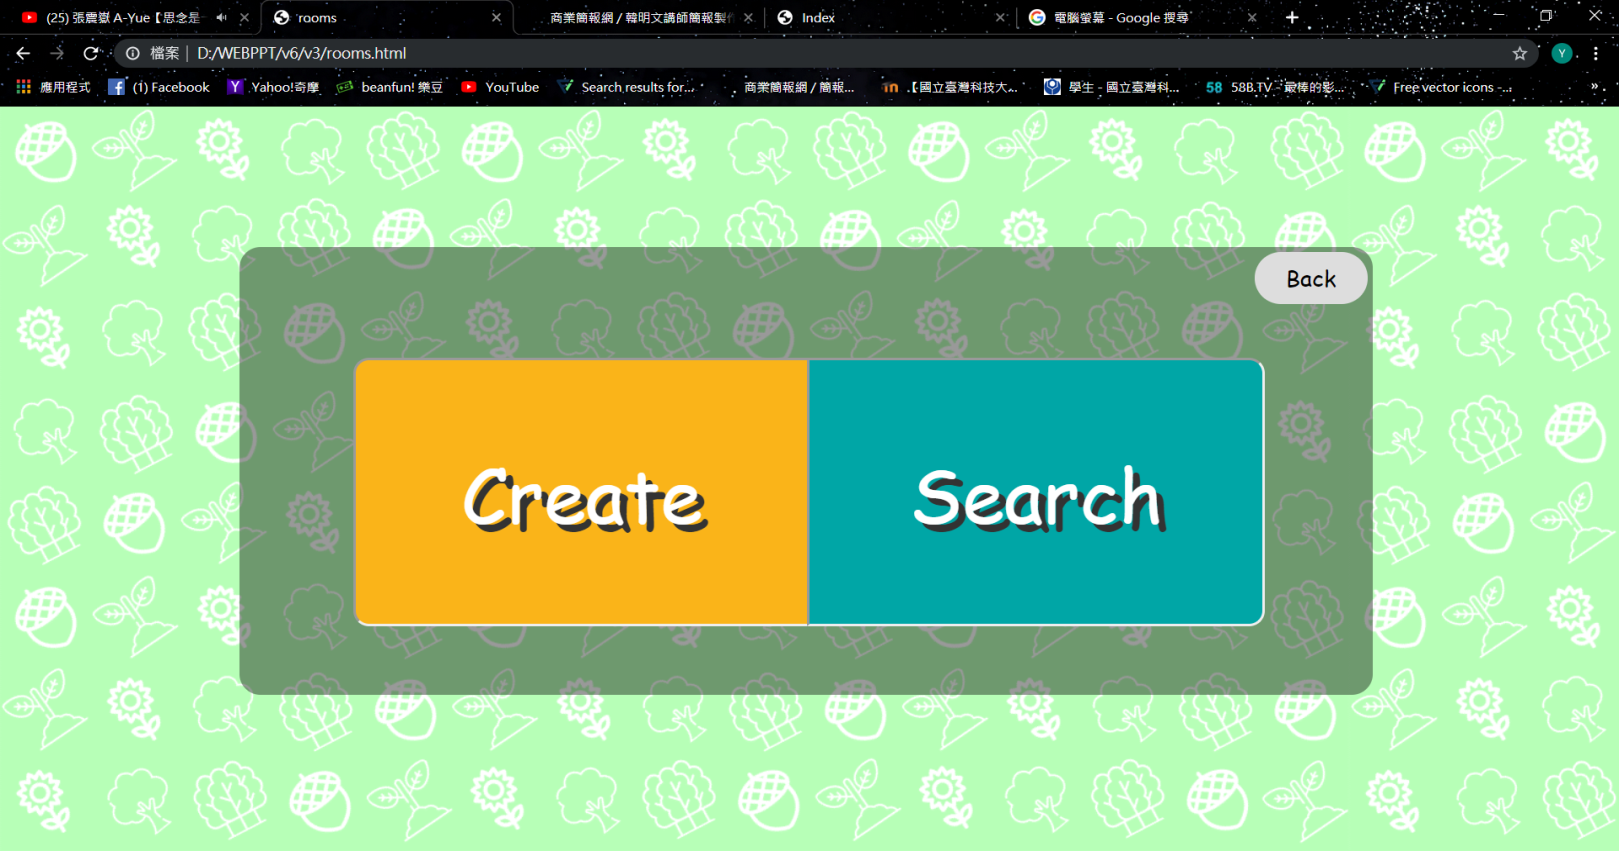 (25) 張震嶽 A-Yue【思念是
rooms
商業簡報網 / 韓明文講師簡報製作
Index
電腦螢幕 - Google 搜尋
檔案 | D:/WEBPPT/v6/v3/rooms.html
Y
應用程式
(1) Facebook
Yahoo!奇摩
beanfun! 樂豆
YouTube
Search results for...
商業簡報網 / 簡報...
【國立臺灣科技大...
學生 - 國立臺灣科...
58B.TV - 最棒的影...
Free vector icons -...
Back
Create
Search